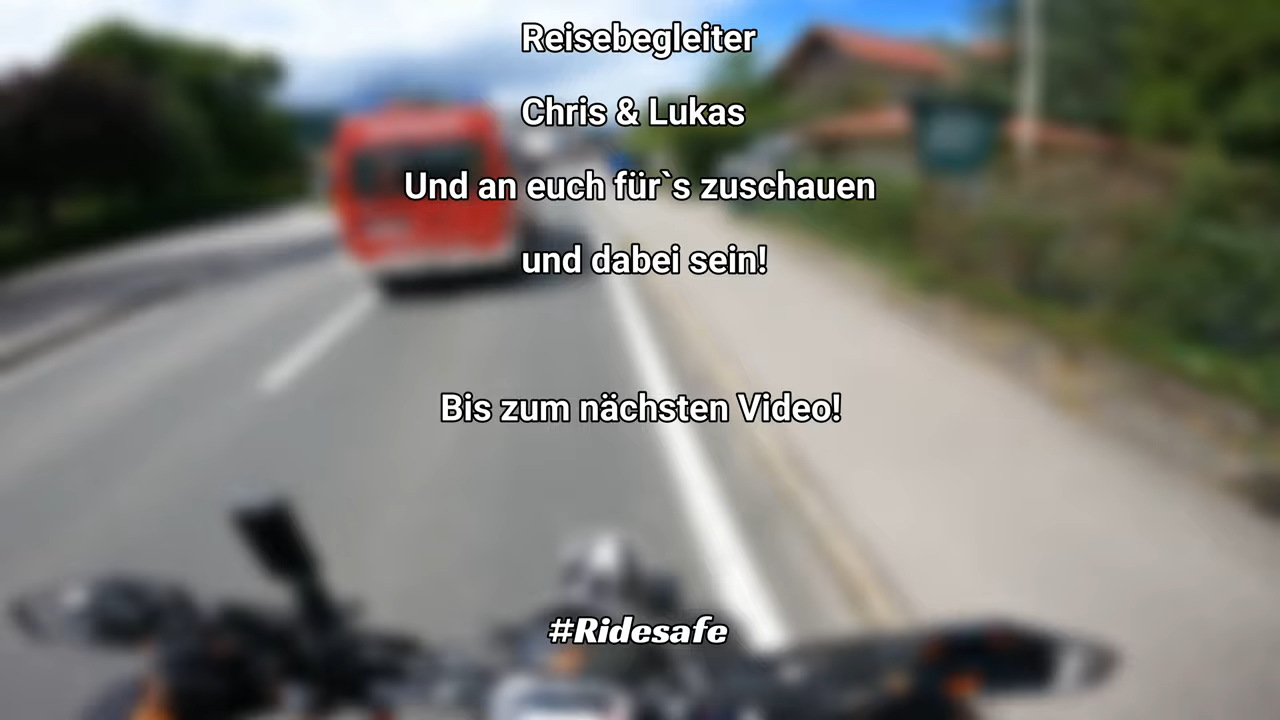 Reisebegleiter
Chris & Lukas
Und an euch für`s zuschauen
und dabei sein!
Bis zum nächsten Video!
#Ridesafe